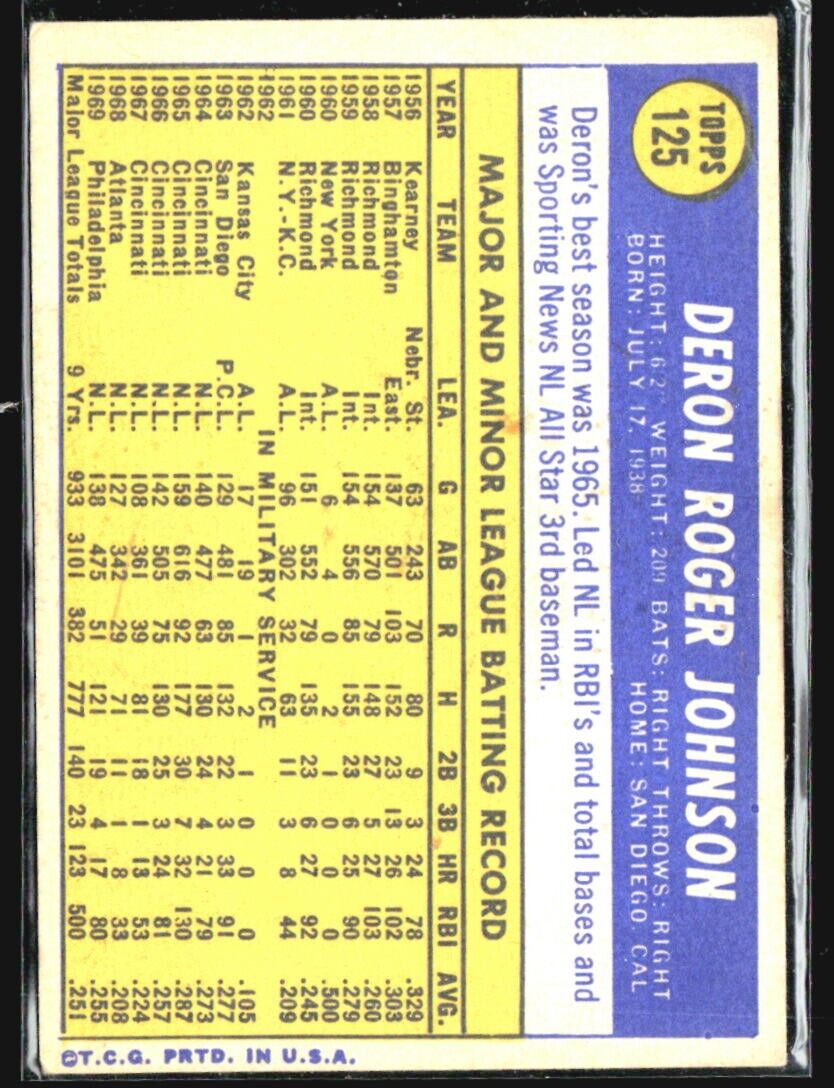 TOPPS
125
DERON ROGER JOHNSON
HEIGHT: 6'2" WEIGHT: 209 BATS: RIGHT THROWS: RIGHT
BORN: JULY 17, 1938 HOME: SAN DIEGO, CAL
Deron's best season was 1965. Led NL in RBI's and total bases and
was Sporting News NL All Star 3rd baseman.
MAJOR AND MINOR LEAGUE BATTING RECORD
YEAR TEAM LEA. G AB R H 2B 3B HR RBI AVG.
1956 Kearney Nebr. St. 63 243 70 80 9 3 24 78 .329
1957 Binghamton East. 137 501 103 152 23 13 26 102 .303
1958 Richmond Int. 154 570 79 148 27 5 27 103 .260
1959 Richmond Int. 154 556 85 155 23 6 25 90 .279
1960 New York A.L. 6 4 0 2 1 0 0 0 .500
1960 Richmond Int. 151 552 79 135 23 6 27 92 .245
1961 N.Y.-K.C. A.L. 96 302 32 63 11 3 8 44 .209
1962 IN MILITARY SERVICE
1962 Kansas City A.L. 17 19 1 2 1 0 0 0 .105
1963 San Diego P.C.L. 129 481 85 132 22 3 33 91 .277
1964 Cincinnati N.L. 140 477 63 130 24 4 21 79 .273
1965 Cincinnati N.L. 159 616 92 177 30 7 32 130 .287
1966 Cincinnati N.L. 142 505 75 130 25 3 24 81 .257
1967 Cincinnati N.L. 108 361 39 81 18 1 13 53 .224
1968 Atlanta N.L. 127 342 29 71 11 1 8 33 .208
1969 Philadelphia N.L. 138 475 51 121 19 4 17 80 .255
Major League Totals 9 Yrs. 933 3101 382 777 140 23 123 500 .251
©T.C.G. PRTD. IN U.S.A.